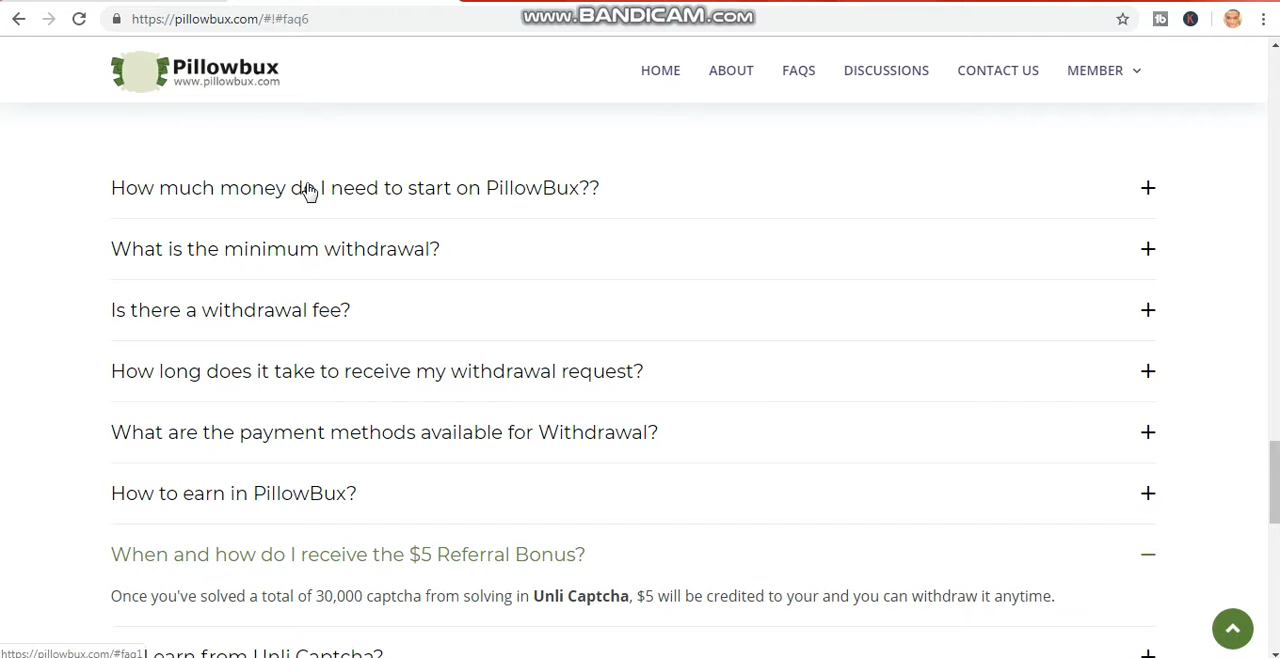 https://pillowbux.com/#!#faq6
www.BANDICAM.com
Pillowbux
www.pillowbux.com
HOME ABOUT FAQS DISCUSSIONS CONTACT US MEMBER
How much money do I need to start on PillowBux??
What is the minimum withdrawal?
Is there a withdrawal fee?
How long does it take to receive my withdrawal request?
What are the payment methods available for Withdrawal?
How to earn in PillowBux?
When and how do I receive the $5 Referral Bonus?
Once you've solved a total of 30,000 captcha from solving in Unli Captcha, $5 will be credited to your and you can withdraw it anytime.
https://pillowbux.com/#faq1
Learn from Unli Captcha?